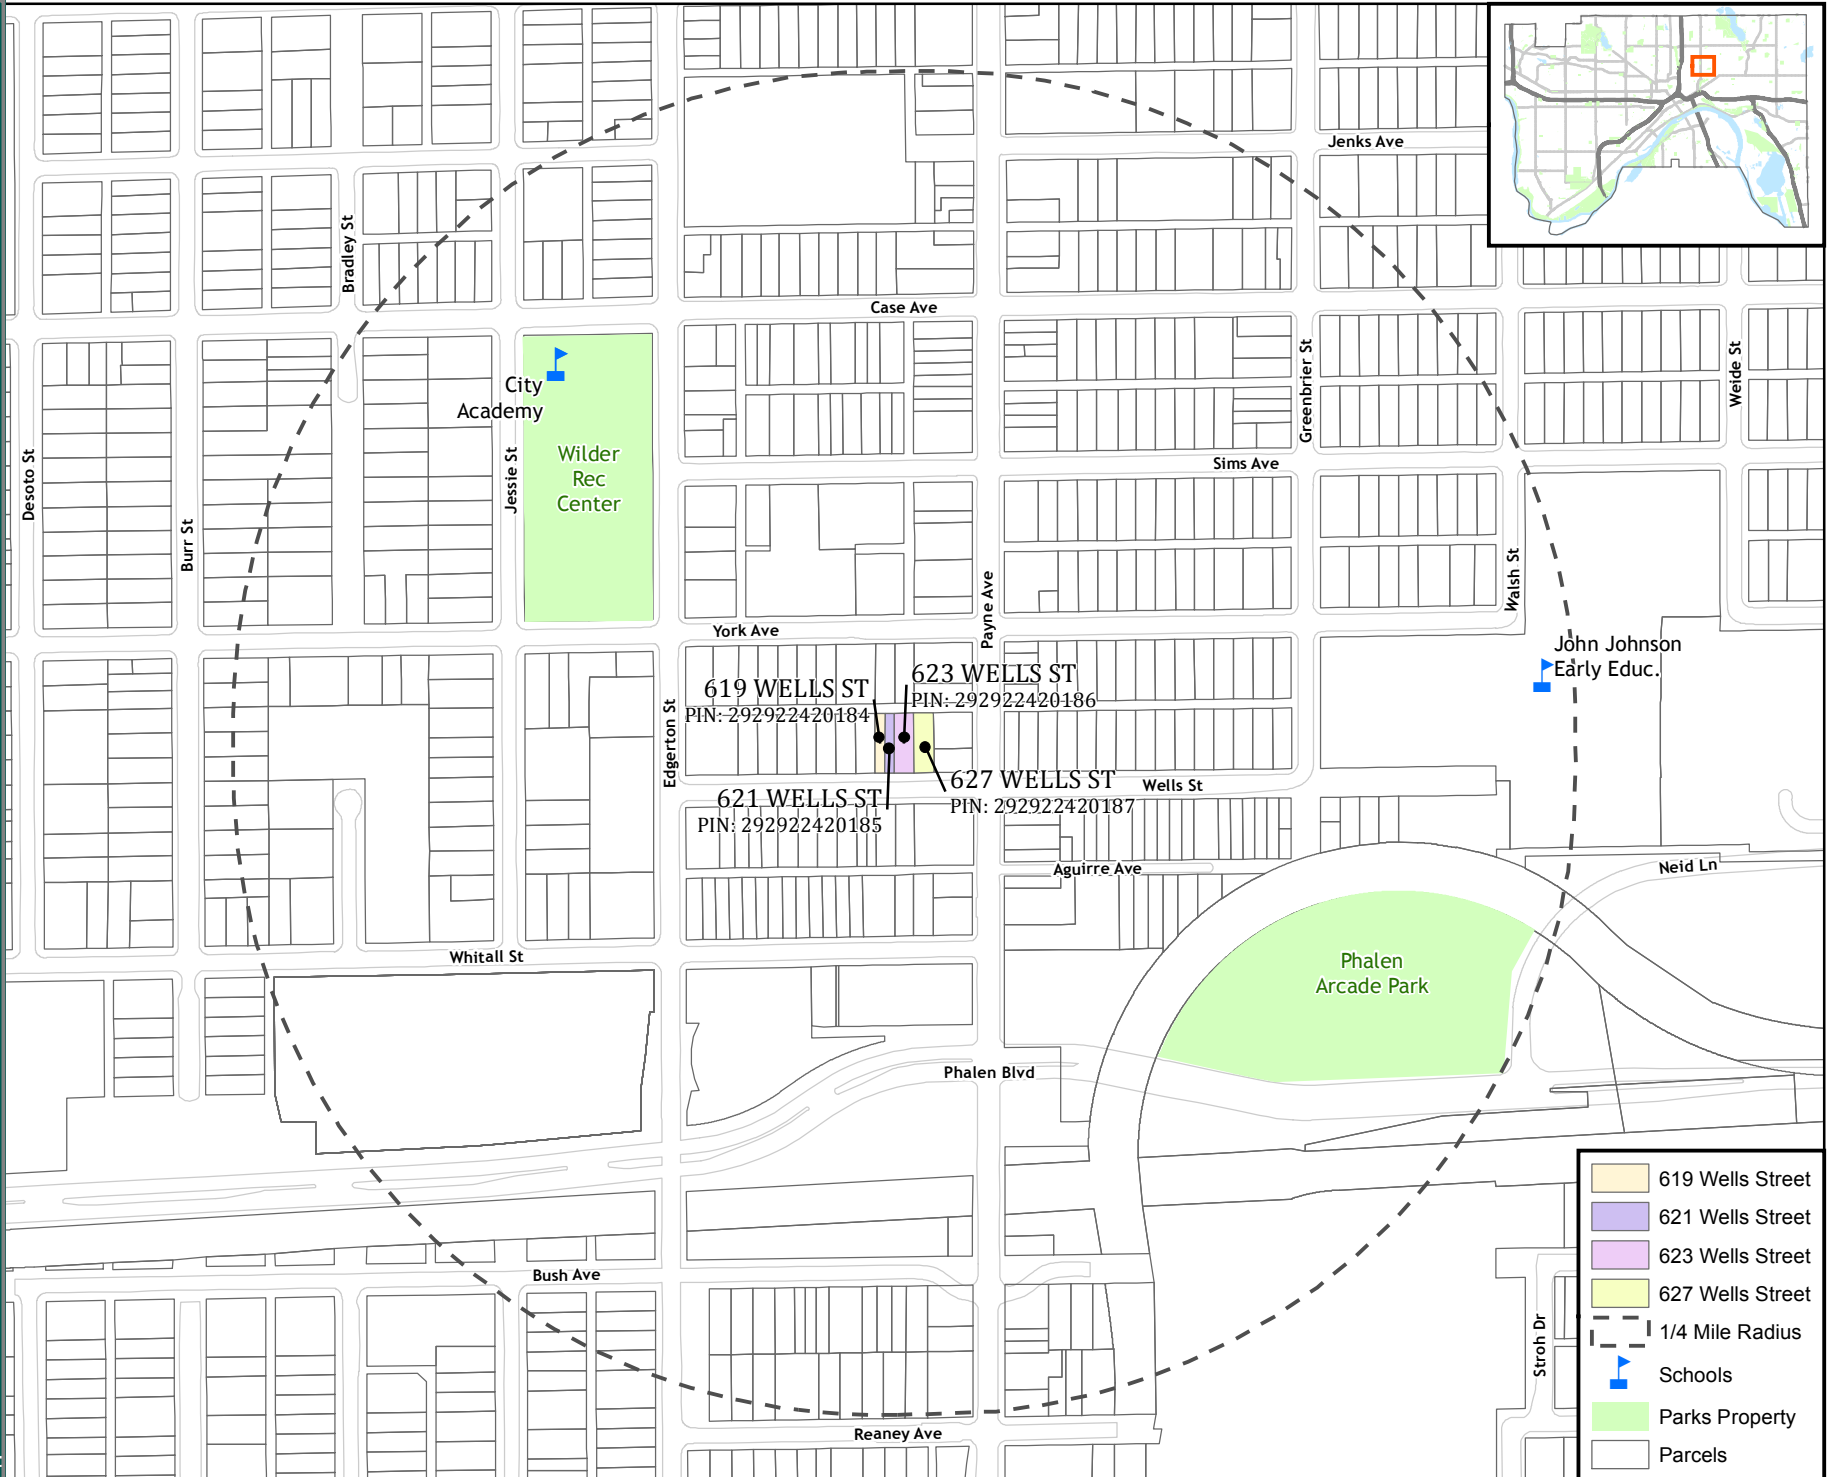 Jenks Ave
Bradley St
Case Ave
City
Academy
Greenbrier St
Weide St
Desoto St
Jessie St
Wilder
Rec
Center
Sims Ave
Burr St
Walsh St
Payne Ave
York Ave
John Johnson
Early Educ.
623 WELLS ST
PIN: 292922420186
619 WELLS ST
PIN: 292922420184
Edgerton St
627 WELLS ST
PIN: 292922420187
Wells St
621 WELLS ST
PIN: 292922420185
Aguirre Ave
Neid Ln
Whitall St
Phalen
Arcade Park
Phalen Blvd
Bush Ave
Stroh Dr
Reaney Ave
619 Wells Street
621 Wells Street
623 Wells Street
627 Wells Street
1/4 Mile Radius
Schools
Parks Property
Parcels